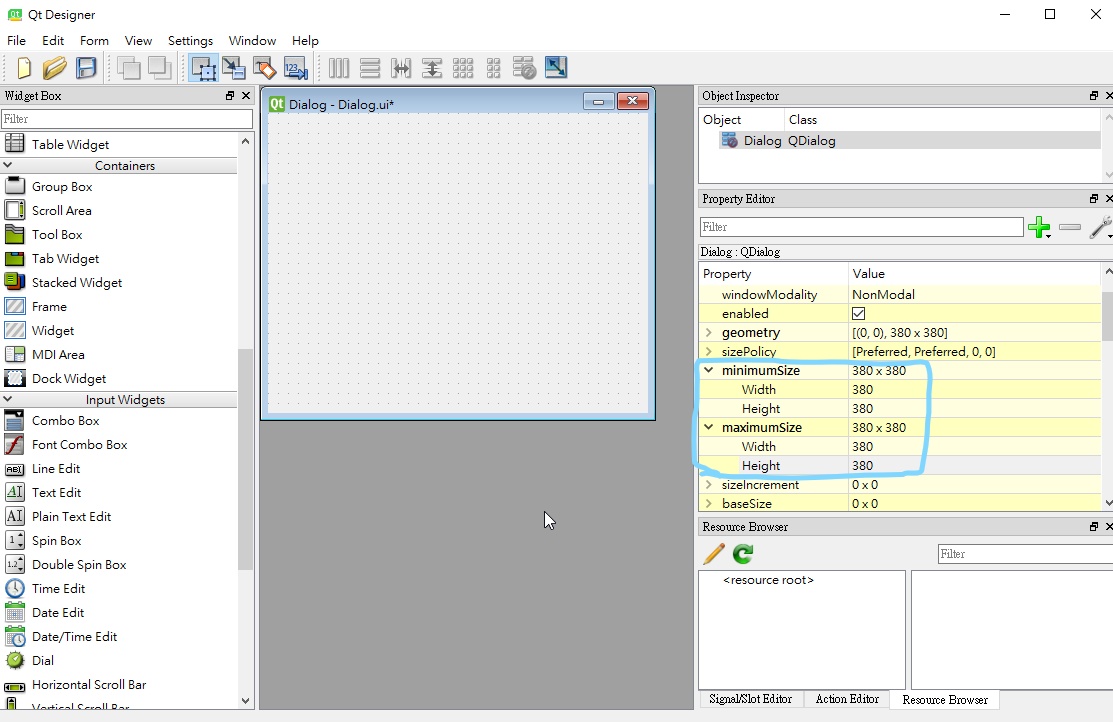 Qt Designer
File Edit Form View Settings Window Help
Widget Box
Filter
Table Widget
Containers
Group Box
Scroll Area
Tool Box
Tab Widget
Stacked Widget
Frame
Widget
MDI Area
Dock Widget
Input Widgets
Combo Box
Font Combo Box
Line Edit
Text Edit
Plain Text Edit
Spin Box
Double Spin Box
Time Edit
Date Edit
Date/Time Edit
Dial
Horizontal Scroll Bar
Vertical Scroll Bar
Dialog - Dialog.ui*
Object Inspector
Object Class
Dialog QDialog
Property Editor
Filter
Dialog : QDialog
Property Value
windowModality NonModal
enabled
geometry [(0, 0), 380 x 380]
sizePolicy [Preferred, Preferred, 0, 0]
minimumSize 380 x 380
Width 380
Height 380
maximumSize 380 x 380
Width 380
Height 380
sizeIncrement 0 x 0
baseSize 0 x 0
Resource Browser
Filter
<resource root>
Signal/Slot Editor Action Editor Resource Browser